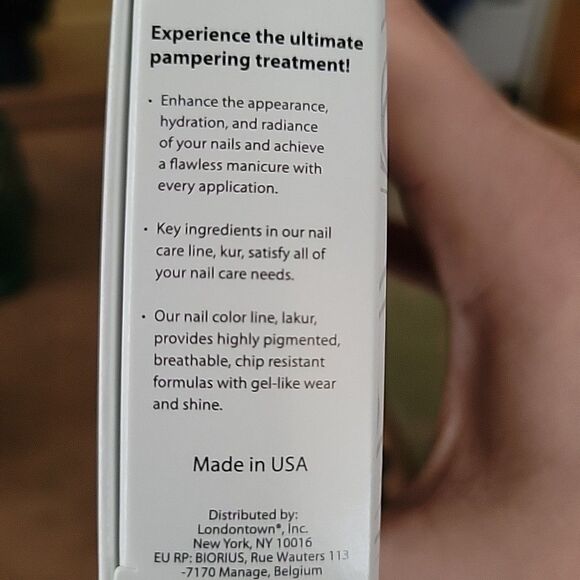 Experience the ultimate
pampering treatment!
• Enhance the appearance,
hydration, and radiance
of your nails and achieve
a flawless manicure with
every application.
• Key ingredients in our nail
care line, kur, satisfy all of
your nail care needs.
• Our nail color line, lakur,
provides highly pigmented,
breathable, chip resistant
formulas with gel-like wear
and shine.
Made in USA
Distributed by:
Londontown®, Inc.
New York, NY 10016
EU RP: BIORIUS, Rue Wauters 113
-7170 Manage, Belgium